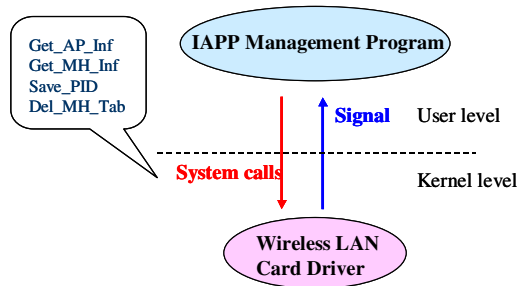 Get_AP_Inf
Get_MH_Inf
Save_PID
Del_MH_Tab
IAPP Management Program
Signal
User level
System calls
Kernel level
Wireless LAN
Card Driver